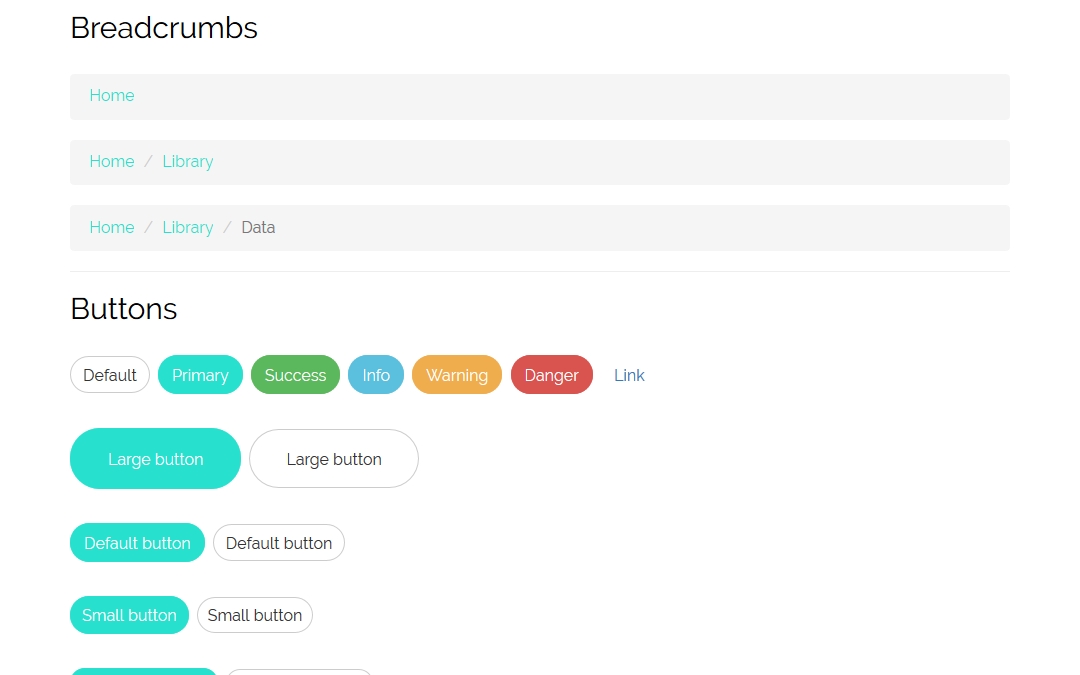 Breadcrumbs
Home
Home / Library
Home / Library / Data
Buttons
Default Primary Success Info Warning Danger Link
Large button Large button
Default button Default button
Small button Small button